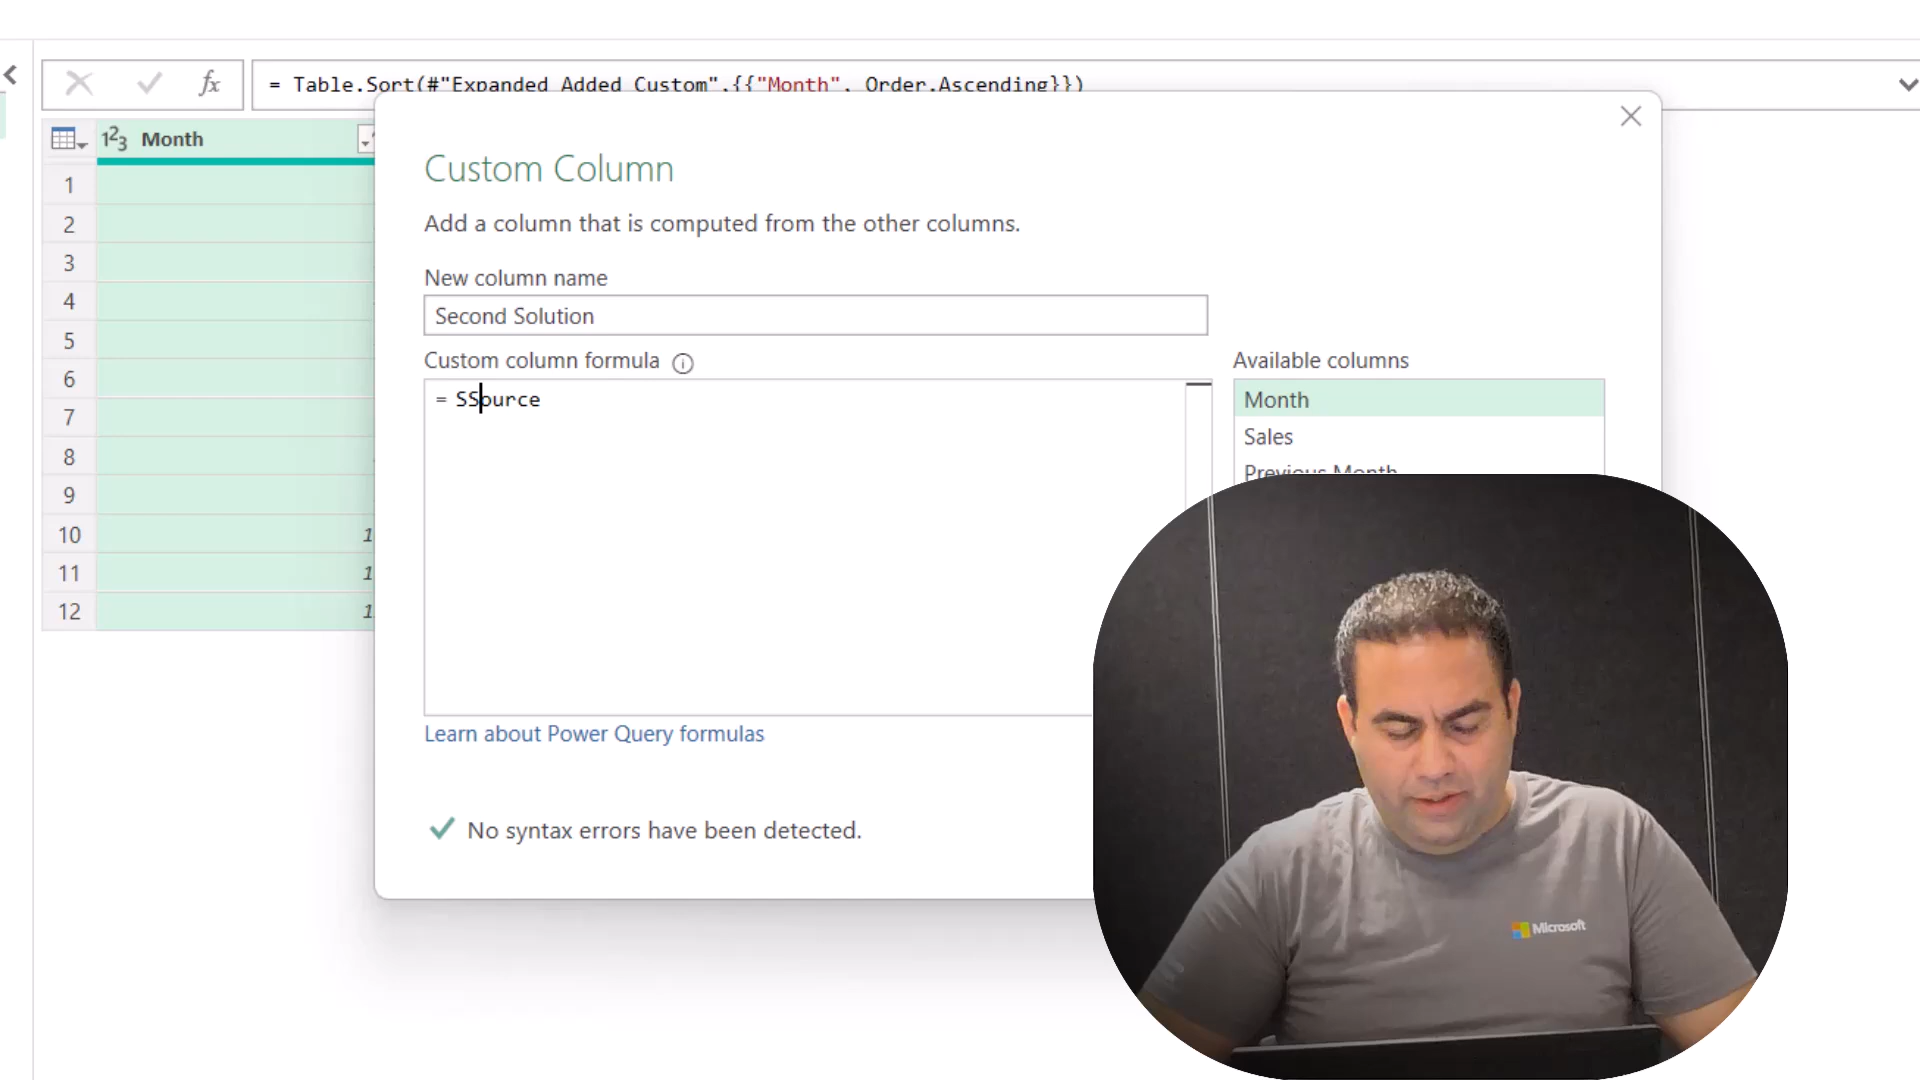 = Table.Sort(#"Expanded Added Custom",{{"Month", Order.Ascending}})
Month
1
2
3
4
5
6
7
8
9
10
11
12
Custom Column
Add a column that is computed from the other columns.
New column name
Second Solution
Custom column formula
= SSource
Available columns
Month
Sales
Previous Month
Learn about Power Query formulas
No syntax errors have been detected.
Microsoft